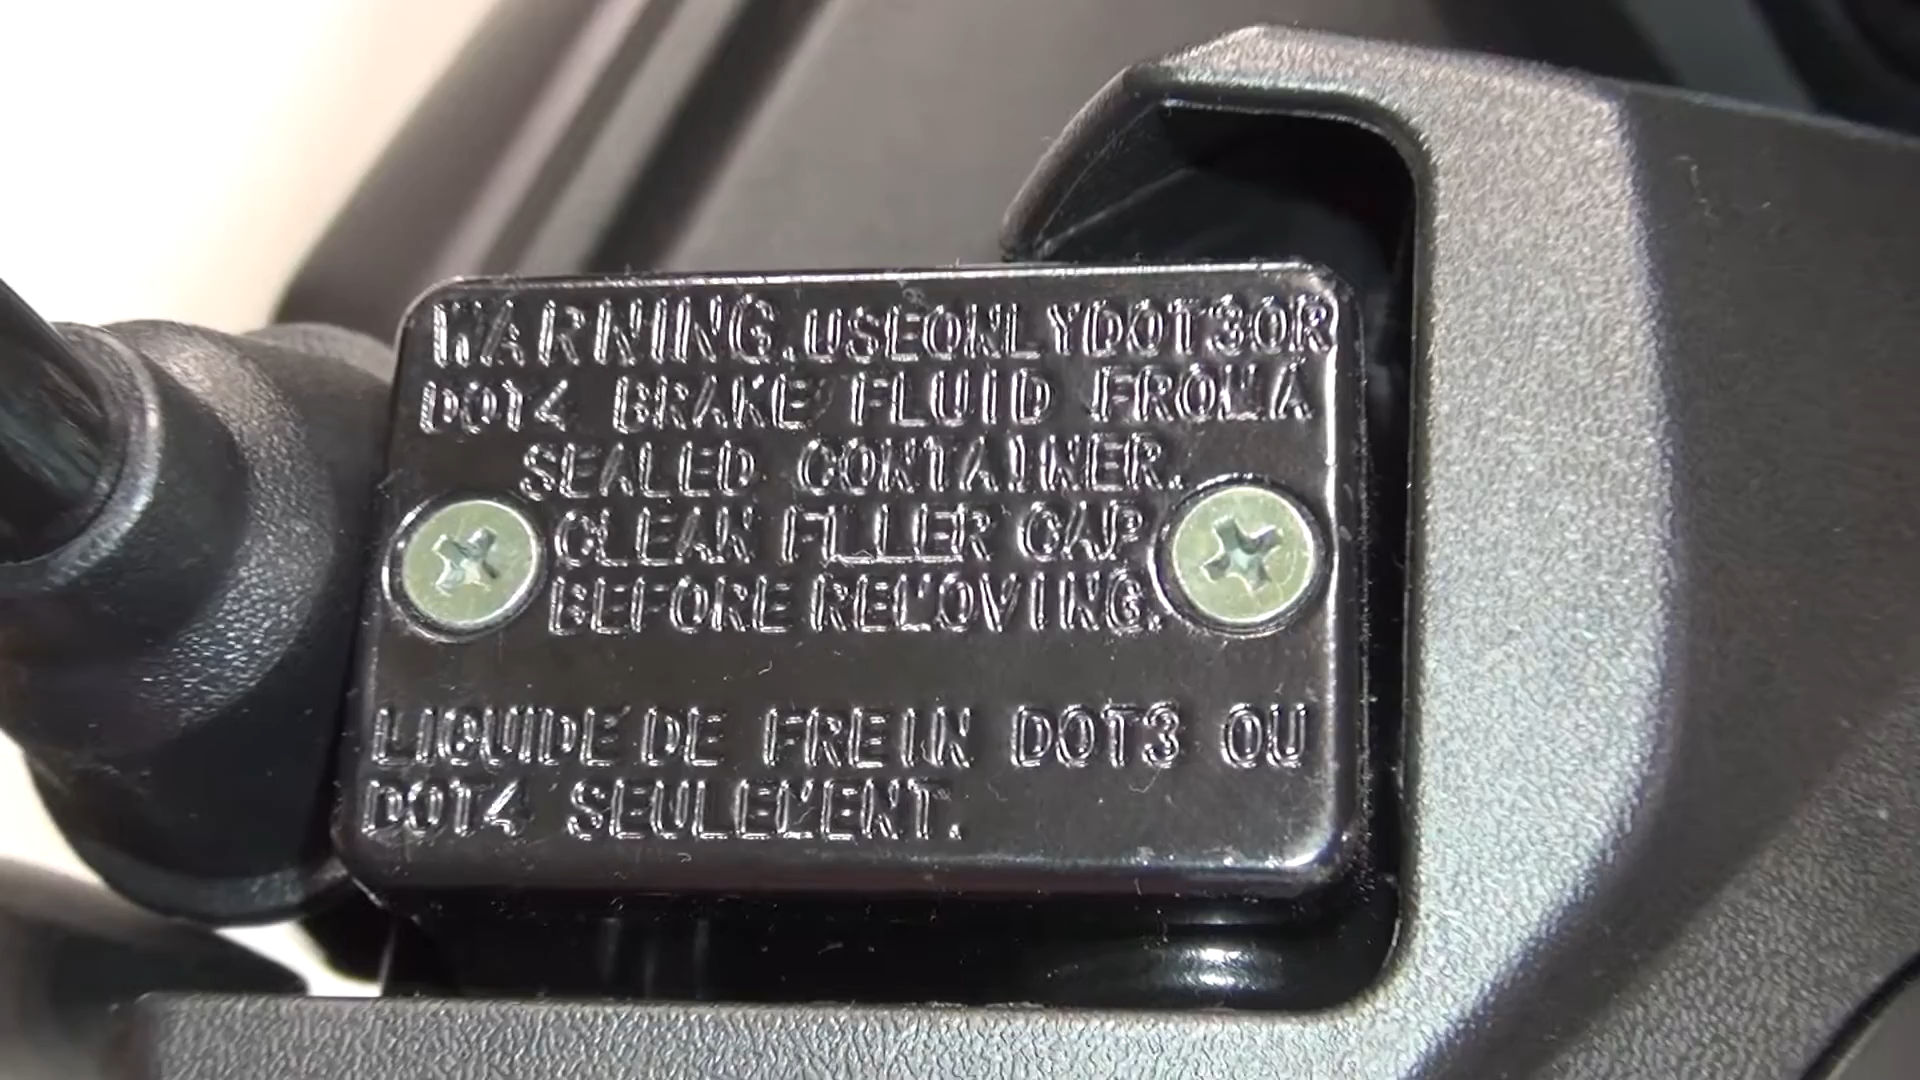 WARNING.USEONLYDOT3OR
DOT4 BRAKE FLUID FROMA
SEALED CONTAINER.
CLEAN FILLER CAP
BEFORE REMOVING.
LIQUIDE DE FREIN DOT3 OU
DOT4 SEULEMENT.